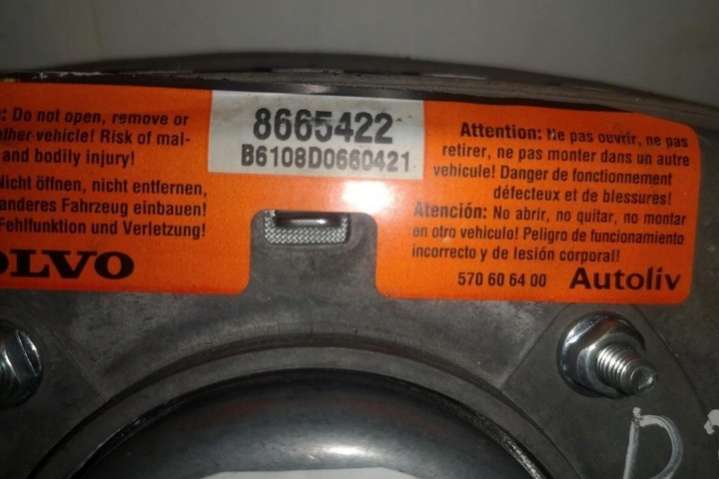 : Do not open, remove or
other vehicle! Risk of mal-
and bodily injury!
Nicht öffnen, nicht entfernen,
anderes Fahrzeug einbauen!
Fehlfunktion und Verletzung!
OLVO
8665422
B6108D0660421
Attention: Ne pas ouvrir, ne pas
retirer, ne pas monter dans un autre
vehicule! Danger de fonctionnement
défecteux et de blessures!
Atención: No abrir, no quitar, no montar
en otro vehiculo! Peligro de funcionamiento
incorrecto y de lesión corporal!
570 60 64 00 Autoliv